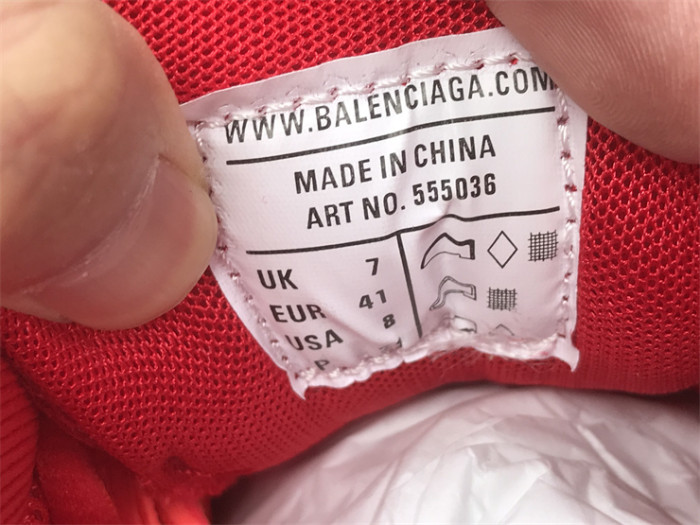 WWW.BALENCIAGA.COM
MADE IN CHINA
ART NO. 555036
UK 7
EUR 41
USA 8